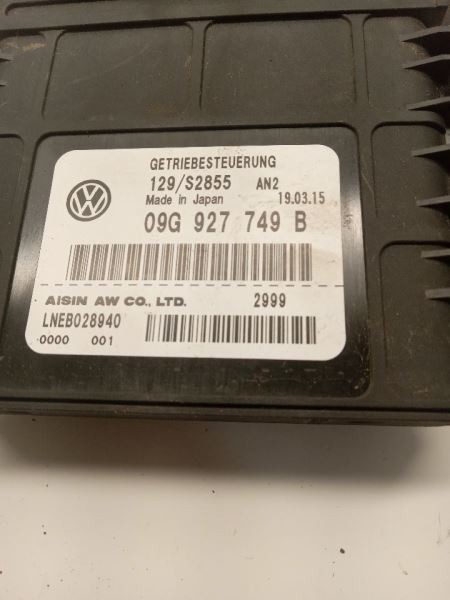 GETRIEBESTEUERUNG
129/S2855 AN2
Made in Japan 19.03.15
09G 927 749 B
AISIN AW CO., LTD. 2999
LNEB028940
0000 001